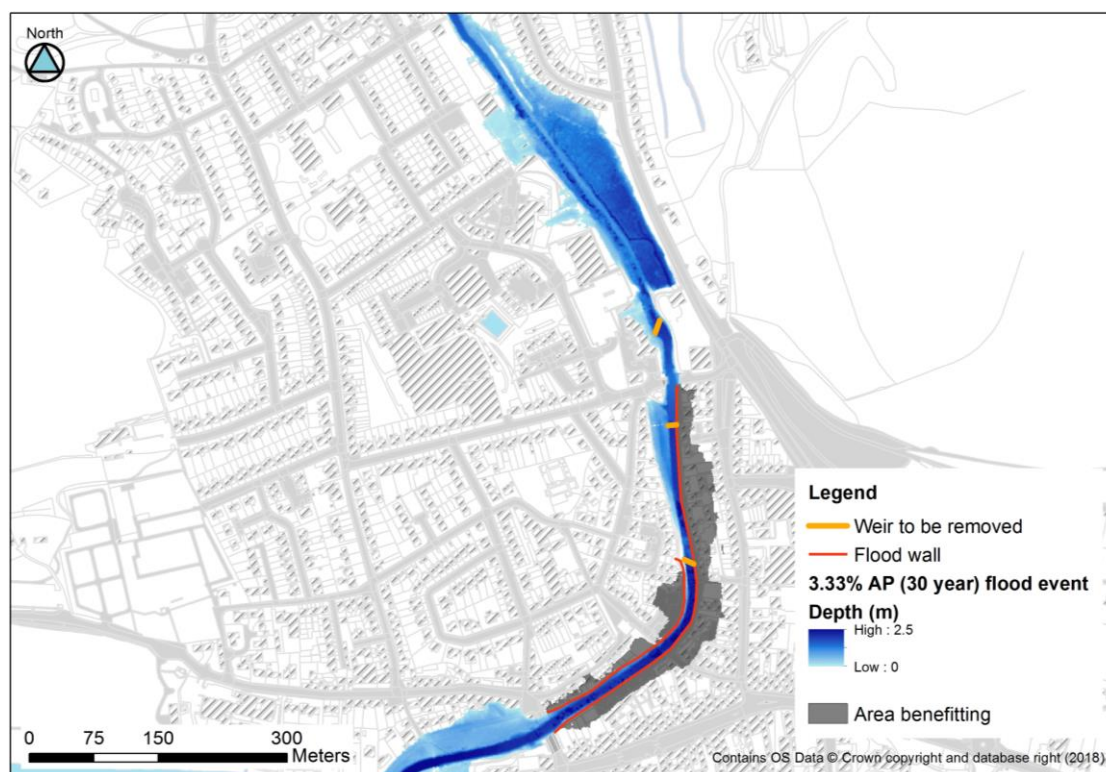 North
Legend
Weir to be removed
Flood wall
3.33% AP (30 year) flood event
Depth (m)
High : 2.5
Low : 0
Area benefitting
0 75 150 300
Meters
Contains OS Data © Crown copyright and database right (2018)